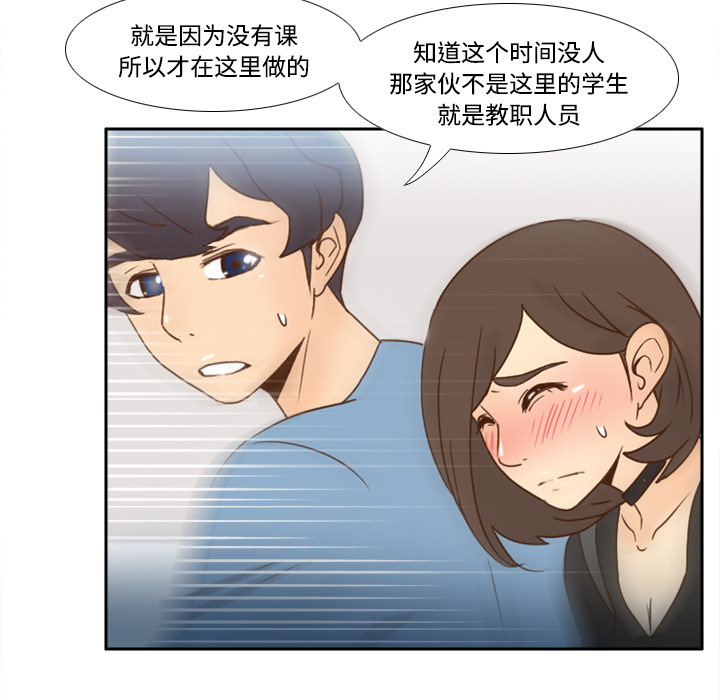 就是因为没有课
所以才在这里做的
知道这个时间没人
那家伙不是这里的学生
就是教职人员